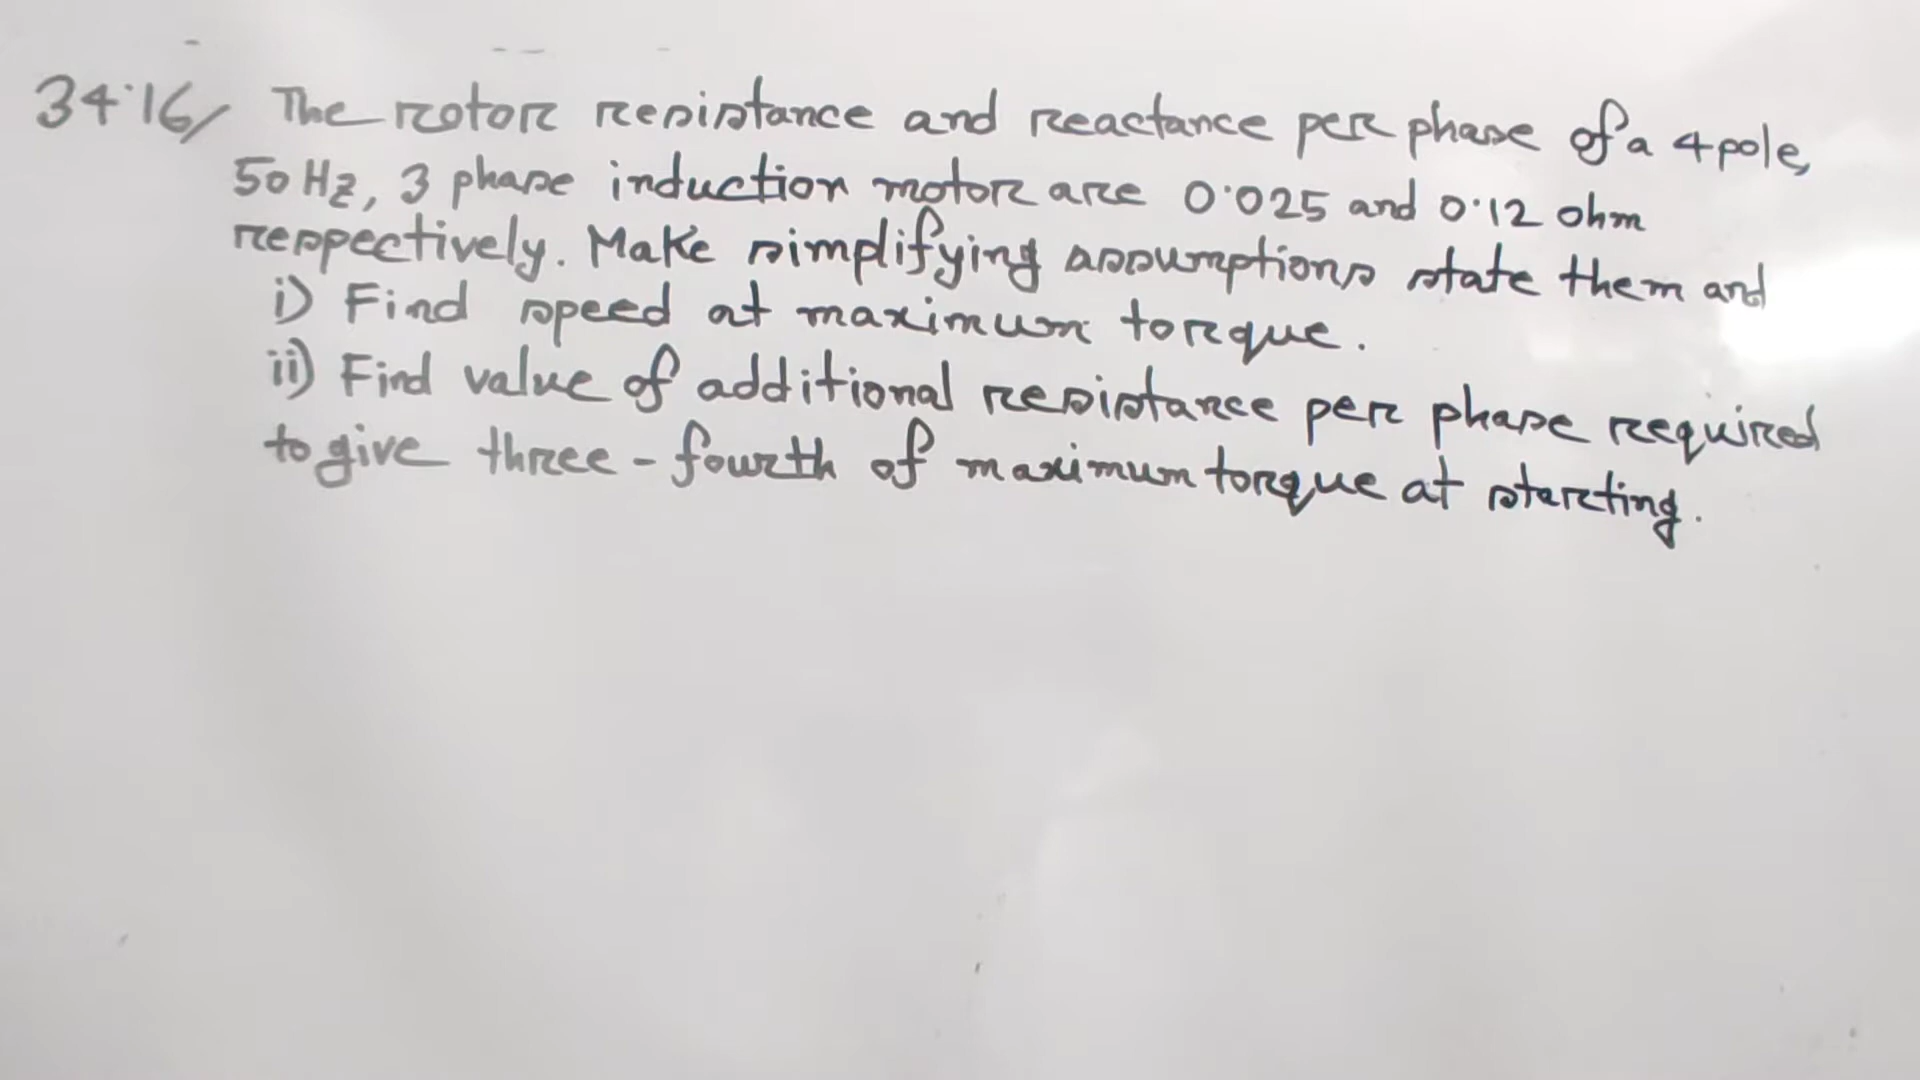 34.16/ The rotor resistance and reactance per phase of a 4 pole,
50 Hz, 3 phase induction motor are 0.025 and 0.12 ohm
respectively. Make simplifying assumptions state them and
i) Find speed at maximum torque.
ii) Find value of additional resistance per phase required
to give three-fourth of maximum torque at starting.